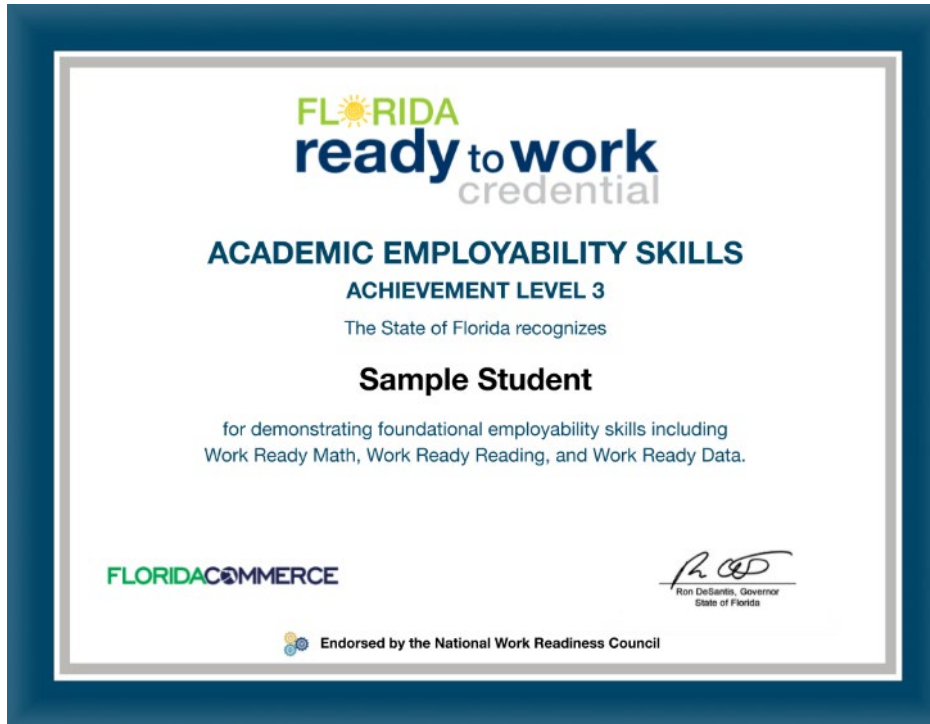 FLORIDA
ready to work
credential
ACADEMIC EMPLOYABILITY SKILLS
ACHIEVEMENT LEVEL 3
The State of Florida recognizes
Sample Student
for demonstrating foundational employability skills including
Work Ready Math, Work Ready Reading, and Work Ready Data.
FLORIDACOMMERCE
Ron DeSantis, Governor
State of Florida
Endorsed by the National Work Readiness Council